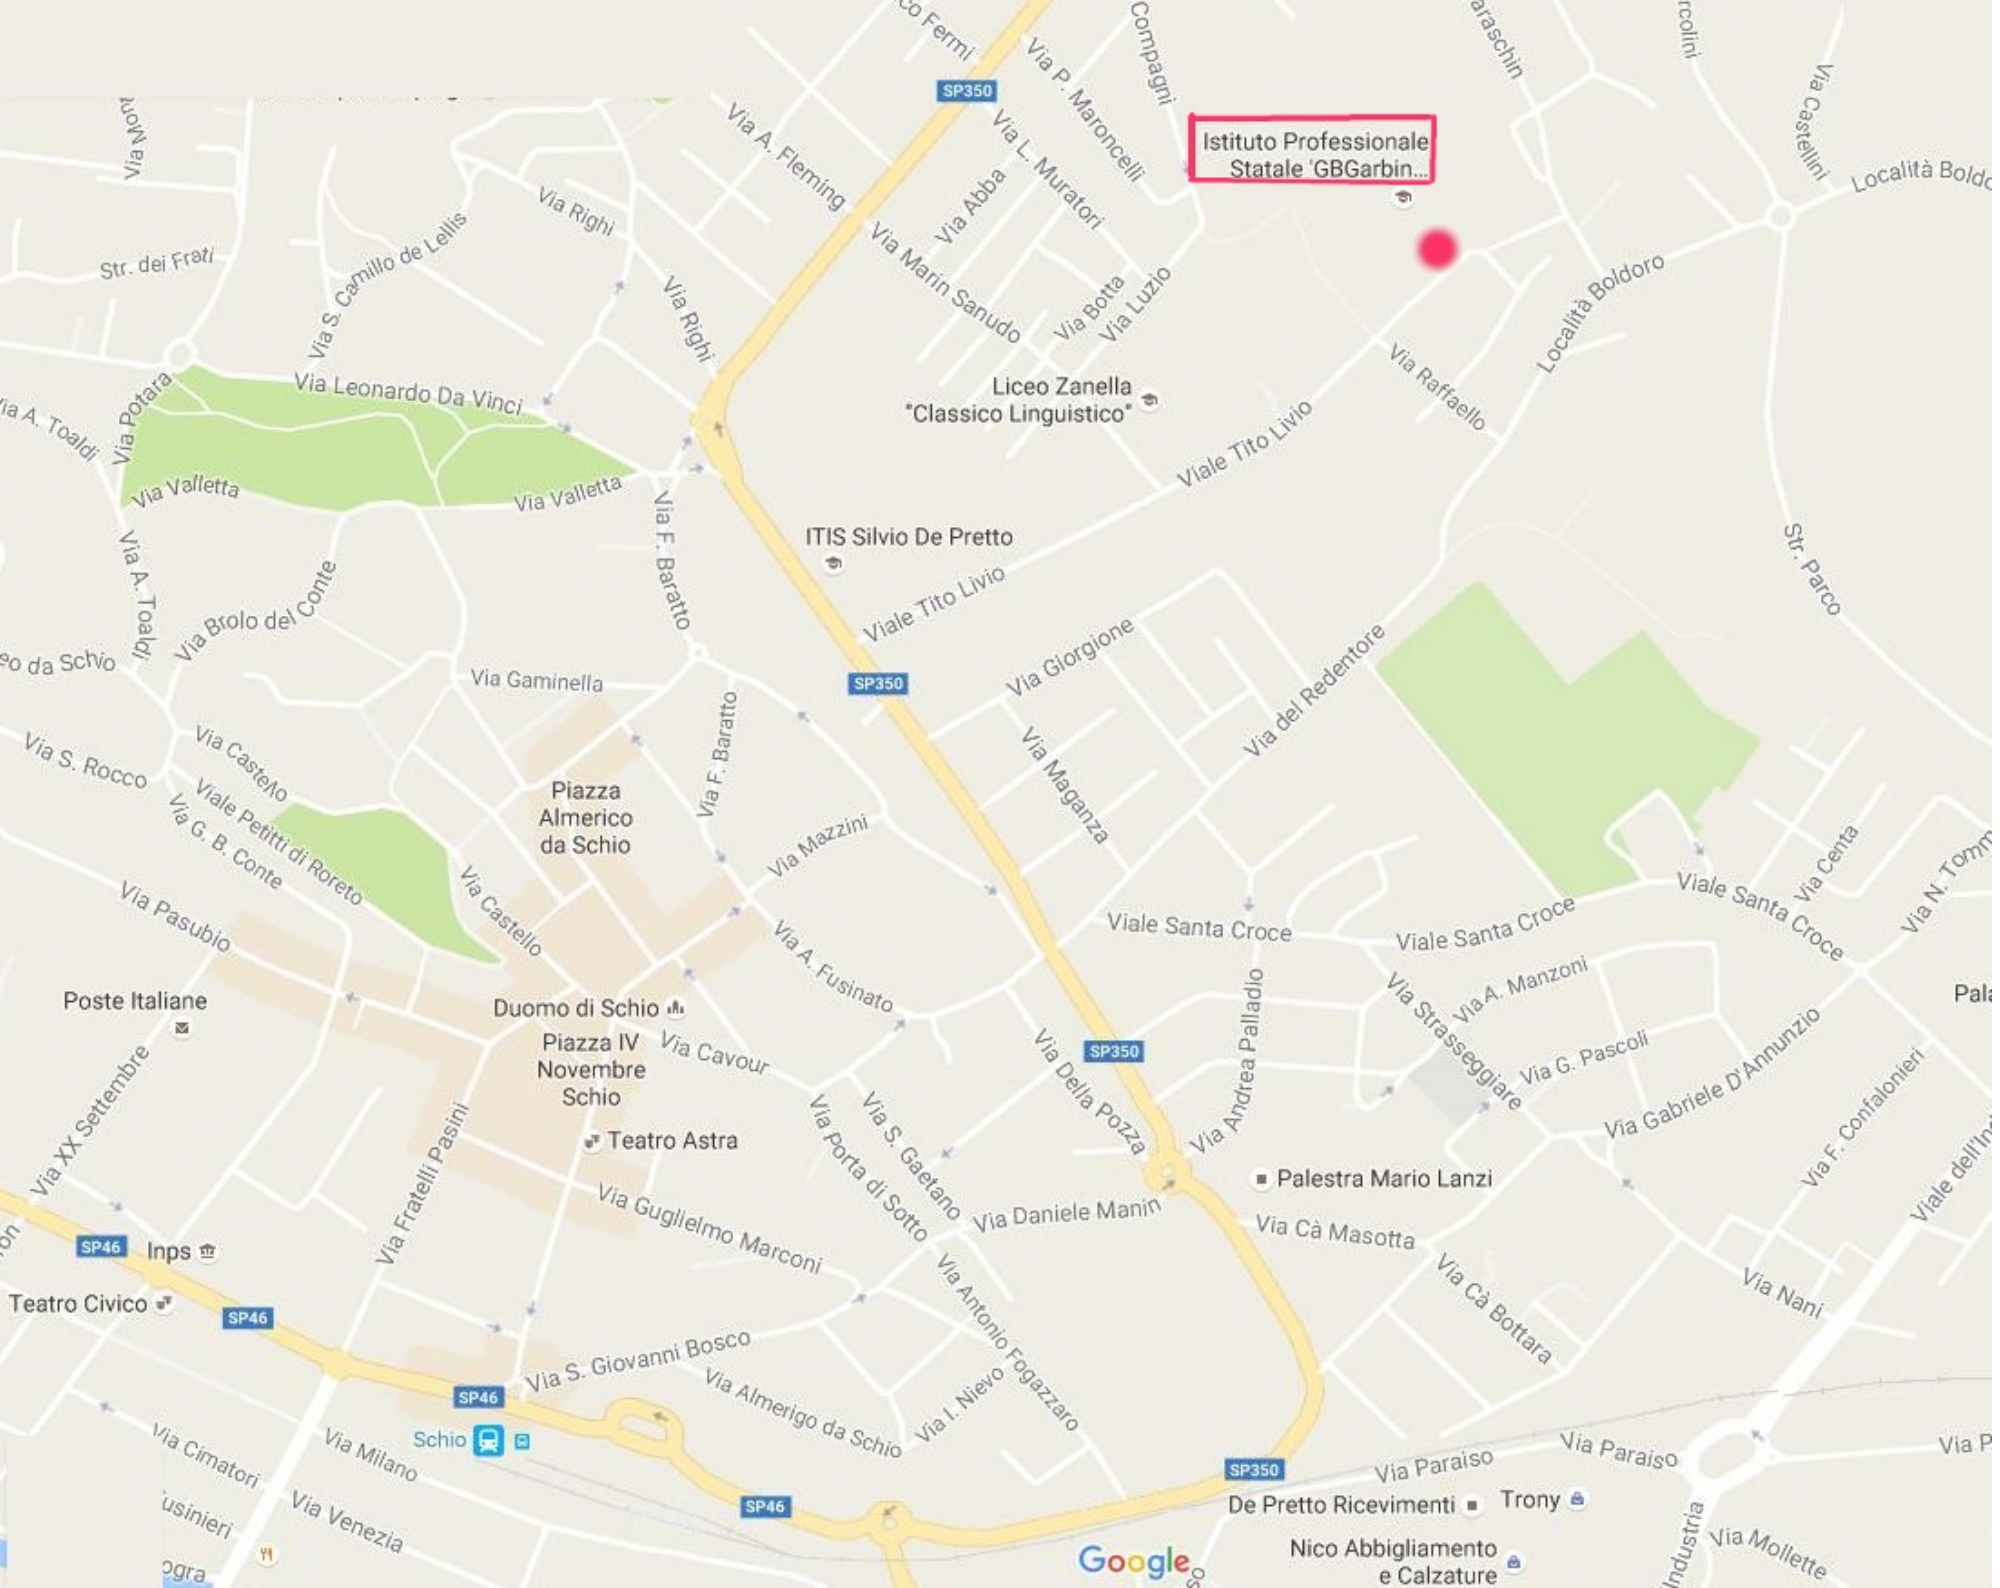 SP350
Via P. Maroncelli
Compagni
Via Castellini
Località
Istituto Professionale
Statale 'GBGarbin...
Via A. Fleming
Via L. Muratori
Via Abba
Via Righi
Str. dei Frati
Via S. Camillo de Lellis
Via Righi
Via Marin Sanudo
Via Botta
Via Luzio
Località Boldoro
Via Leonardo Da Vinci
Via Potara
Via A. Toaldi
Liceo Zanella
"Classico Linguistico"
Via Raffaello
Viale Tito Livio
Via Valletta
Via Valletta
Via F. Baratto
ITIS Silvio De Pretto
Str. Parco
Via A. Toaldi
Via Brolo del Conte
Viale Tito Livio
eo da Schio
Via Gaminella
SP350
Via Giorgione
Via del Redentore
Via S. Rocco
Via Castello
Via F. Baratto
Via Maganza
Viale Petitti di Roreto
Via G. B. Conte
Piazza
Almerico
da Schio
Via Mazzini
Via Centa
Via N. Tomm
Via Pasubio
Via Castello
Via A. Fusinato
Viale Santa Croce
Viale Santa Croce
Viale Santa Croce
Poste Italiane
Duomo di Schio
Piazza IV
Novembre
Schio
Via Cavour
SP350
Via Andrea Palladio
Via Strasseggiare
Via A. Manzoni
Via G. Pascoli
Via Gabriele D'Annunzio
Via F. Confalonieri
Via XX Settembre
Via Della Pozza
Via Fratelli Pasini
Teatro Astra
Via Porta di Sotto
Via S. Gaetano
Palestra Mario Lanzi
Via Guglielmo Marconi
Via Daniele Manin
Via Cà Masotta
SP46
Inps
Teatro Civico
SP46
Via Cà Bottara
Via Nani
Via S. Giovanni Bosco
Via Antonio Fogazzaro
Via Almerigo da Schio
Via I. Nievo
SP46
Schio
Via Cimatori
Via Milano
Via Venezia
SP46
SP350
Via Paraiso
Via Paraiso
Via P
De Pretto Ricevimenti
Trony
Nico Abbigliamento
e Calzature
Google
Industria
Via Mollette
usinieri
ogra